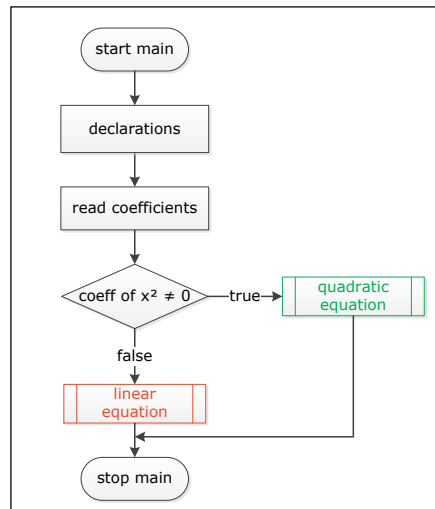 start main
declarations
read coefficients
coeff of x² ≠ 0
true
quadratic
equation
false
linear
equation
stop main